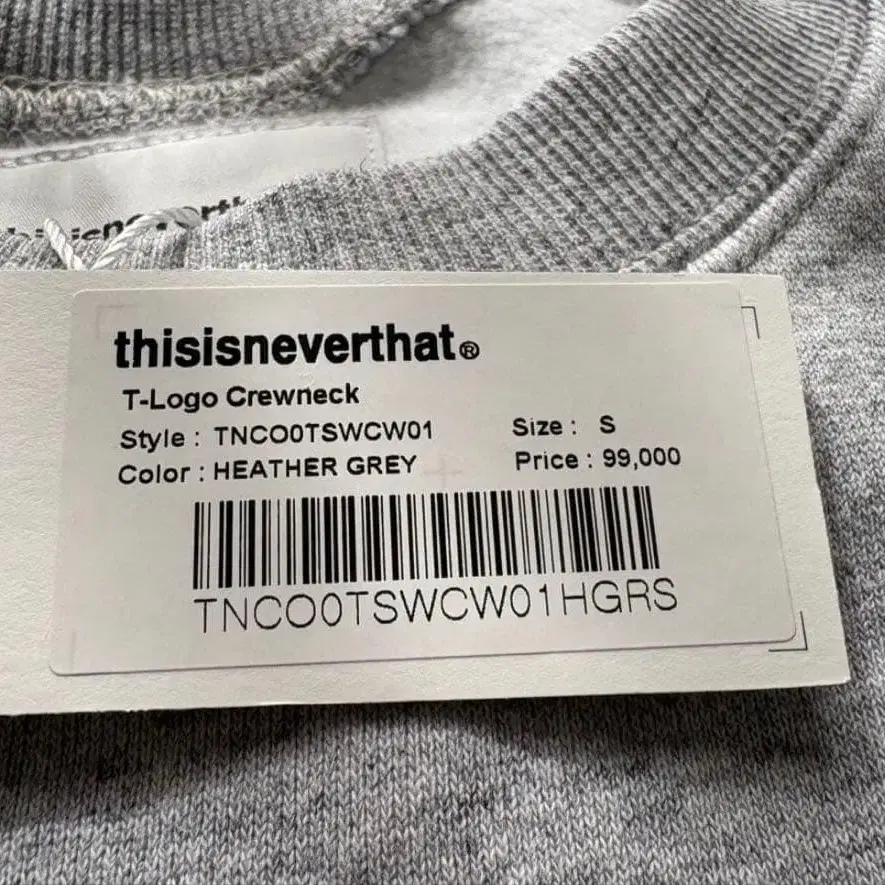 thisisneverthat®
T-Logo Crewneck
Style : TNCO0TSWCW01
Size : S
Color : HEATHER GREY
Price : 99,000
TNCO0TSWCW01HGRS